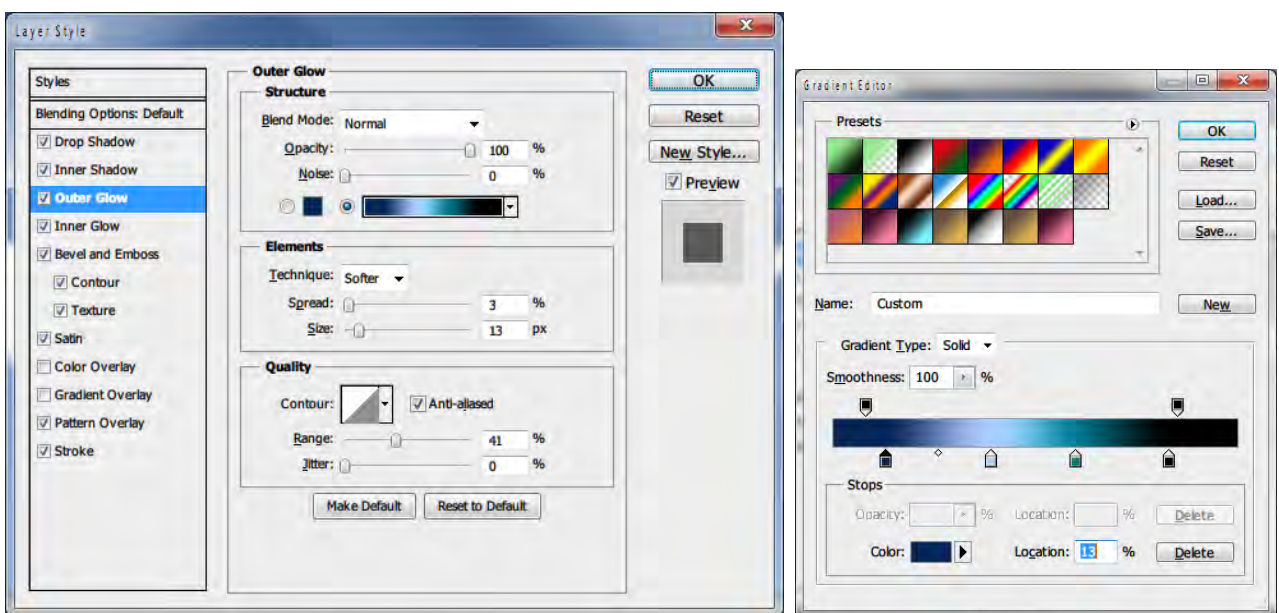 Layer Style
Styles
Blending Options: Default
Drop Shadow
Inner Shadow
Outer Glow
Inner Glow
Bevel and Emboss
Contour
Texture
Satin
Color Overlay
Gradient Overlay
Pattern Overlay
Stroke
Outer Glow
Structure
Blend Mode: Normal
Opacity: 100 %
Noise: 0 %
Elements
Technique: Softer
Spread: 3 %
Size: 13 px
Quality
Contour: Anti-aliased
Range: 41 %
Jitter: 0 %
Make Default Reset to Default
OK
Reset
New Style...
Preview
Gradient Editor
Presets
OK
Reset
Load...
Save...
Name: Custom New
Gradient Type: Solid
Smoothness: 100 %
Stops
Opacity: % Location: % Delete
Color: Location: 13 % Delete